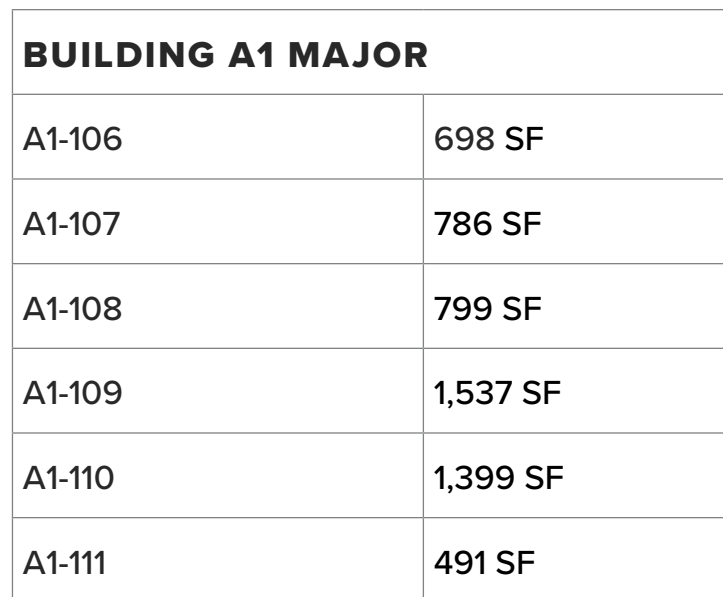 BUILDING A1 MAJOR
A1-106 698 SF
A1-107 786 SF
A1-108 799 SF
A1-109 1,537 SF
A1-110 1,399 SF
A1-111 491 SF